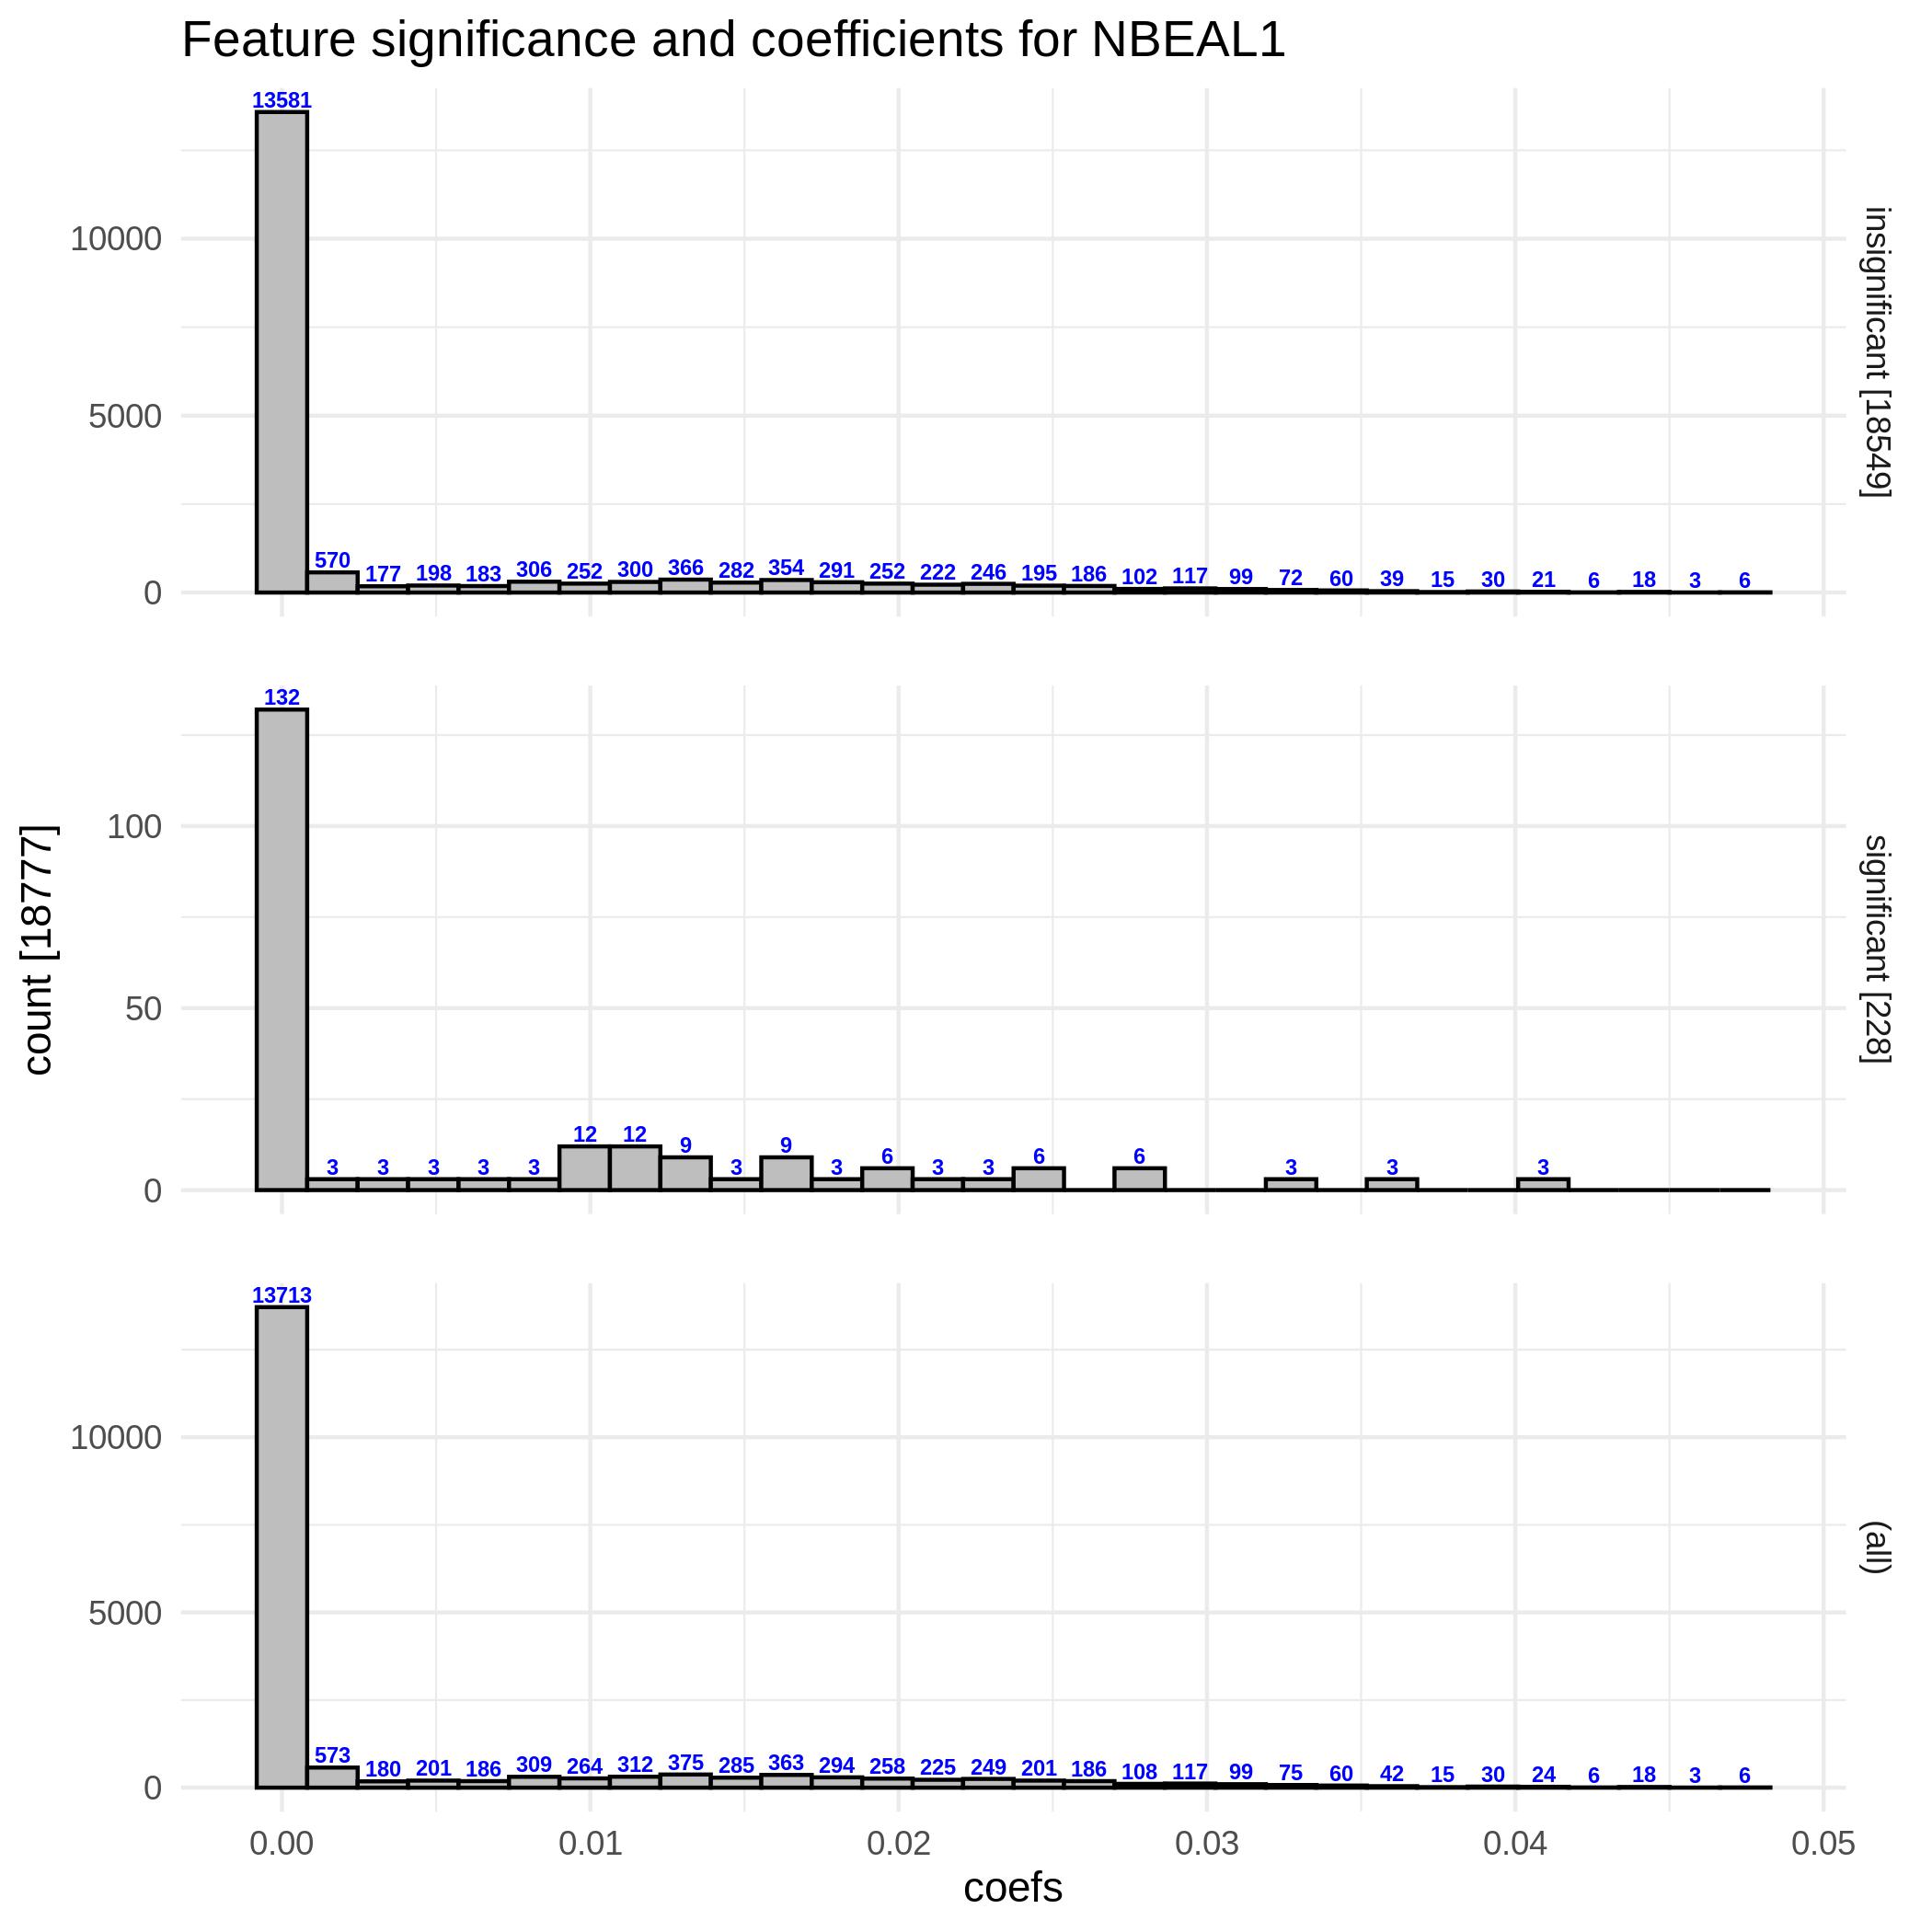 Feature significance and coefficients for NBEAL1
13581
10000
5000
0
570 177 198 183 306 252 300 366 282 354 291 252 222 246 195 186 102 117 99 72 60 39 15 30 21 6 18 3 6
insignificant [18549]
count [18777]
132
100
50
0
3 3 3 3 3 12 12 9 3 9 3 6 3 3 6 6 3 3 3
significant [228]
13713
10000
5000
0
573 180 201 186 309 264 312 375 285 363 294 258 225 249 201 186 108 117 99 75 60 42 15 30 24 6 18 3 6
(all)
0.00 0.01 0.02 0.03 0.04 0.05
coefs